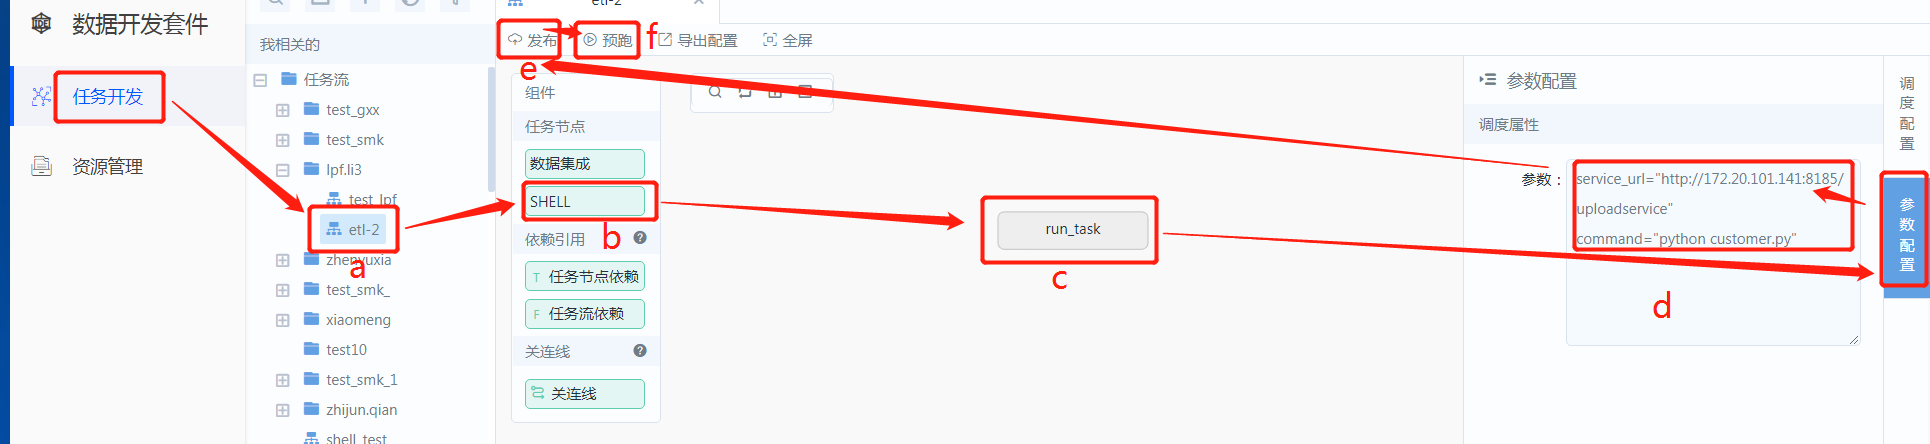 数据开发套件
任务开发
资源管理
我相关的
任务流
test_gxx
test_smk
lpf.li3
test_lpf
etl-2
a
zhenyuxia
test_smk_
xiaomeng
test10
test_smk_1
zhijun.qian
shell_test
etl-2
发布
预跑
f
导出配置
全屏
e
组件
任务节点
数据集成
SHELL
b
依赖引用
T 任务节点依赖
F 任务流依赖
关连线
关连线
run_task
c
参数配置
调度属性
参数：
service_url="http://172.20.101.141:8185/
uploadservice"
command="python customer.py"
d
调度配置
参数配置